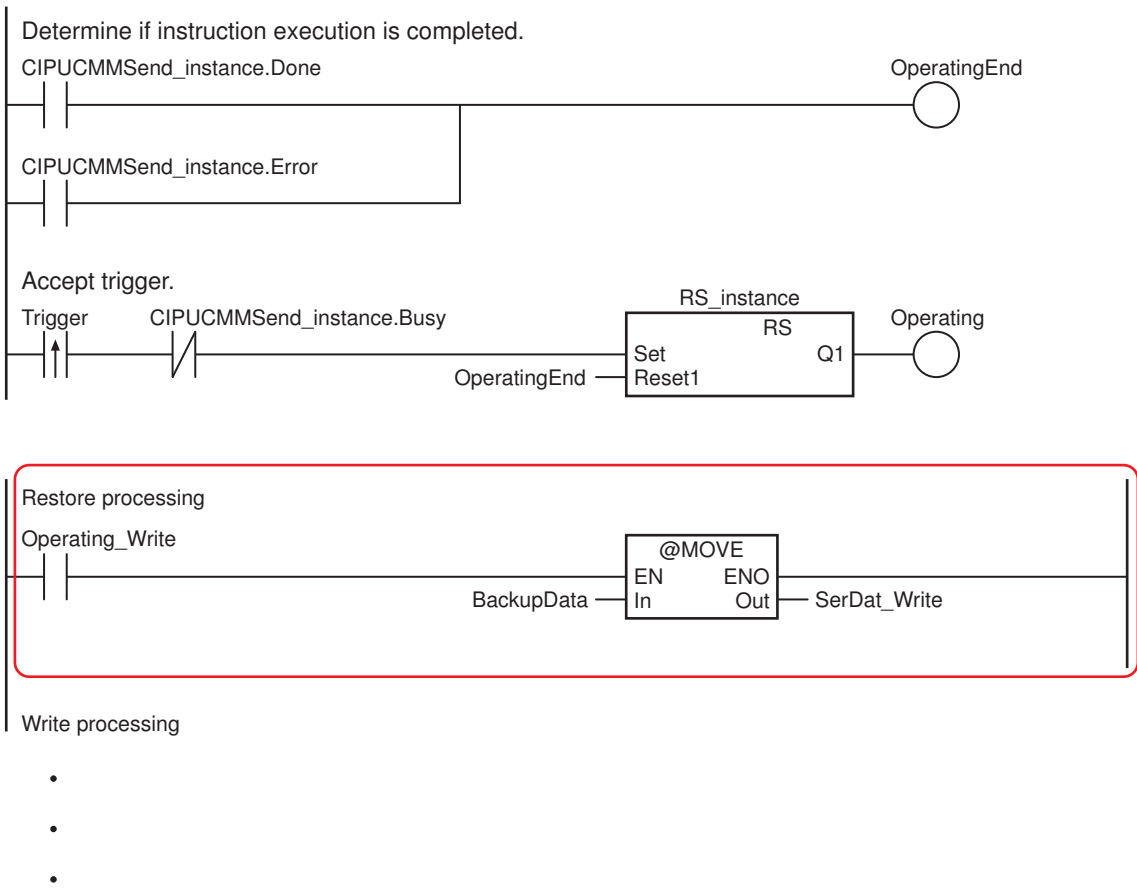 Determine if instruction execution is completed.
CIPUCMMSend_instance.Done
OperatingEnd
CIPUCMMSend_instance.Error
Accept trigger.
RS_instance
Trigger
CIPUCMMSend_instance.Busy
RS
Operating
Set
Q1
OperatingEnd
Reset1
Restore processing
Operating_Write
@MOVE
EN
ENO
BackupData
In
Out
SerDat_Write
Write processing
•
•
•